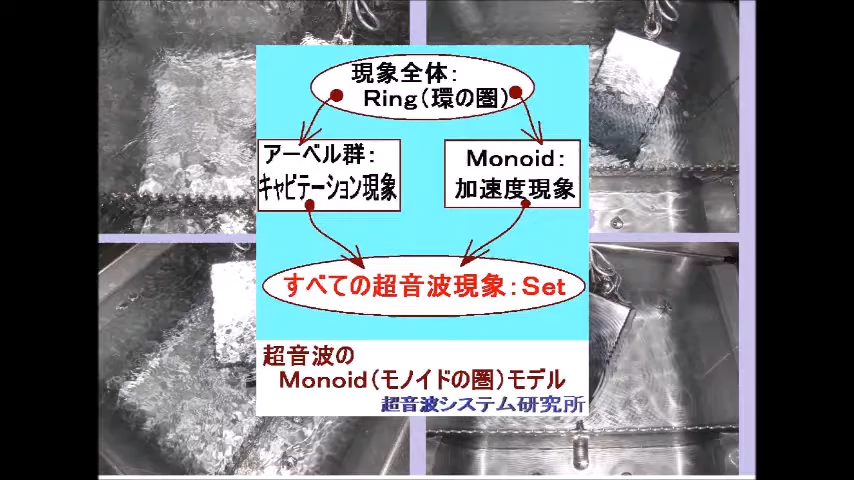 現象全体：
Ring（環の圏）
アーベル群：
キャビテーション現象
Monoid：
加速度現象
すべての超音波現象：Set
超音波の
Monoid（モノイドの圏）モデル
超音波システム研究所